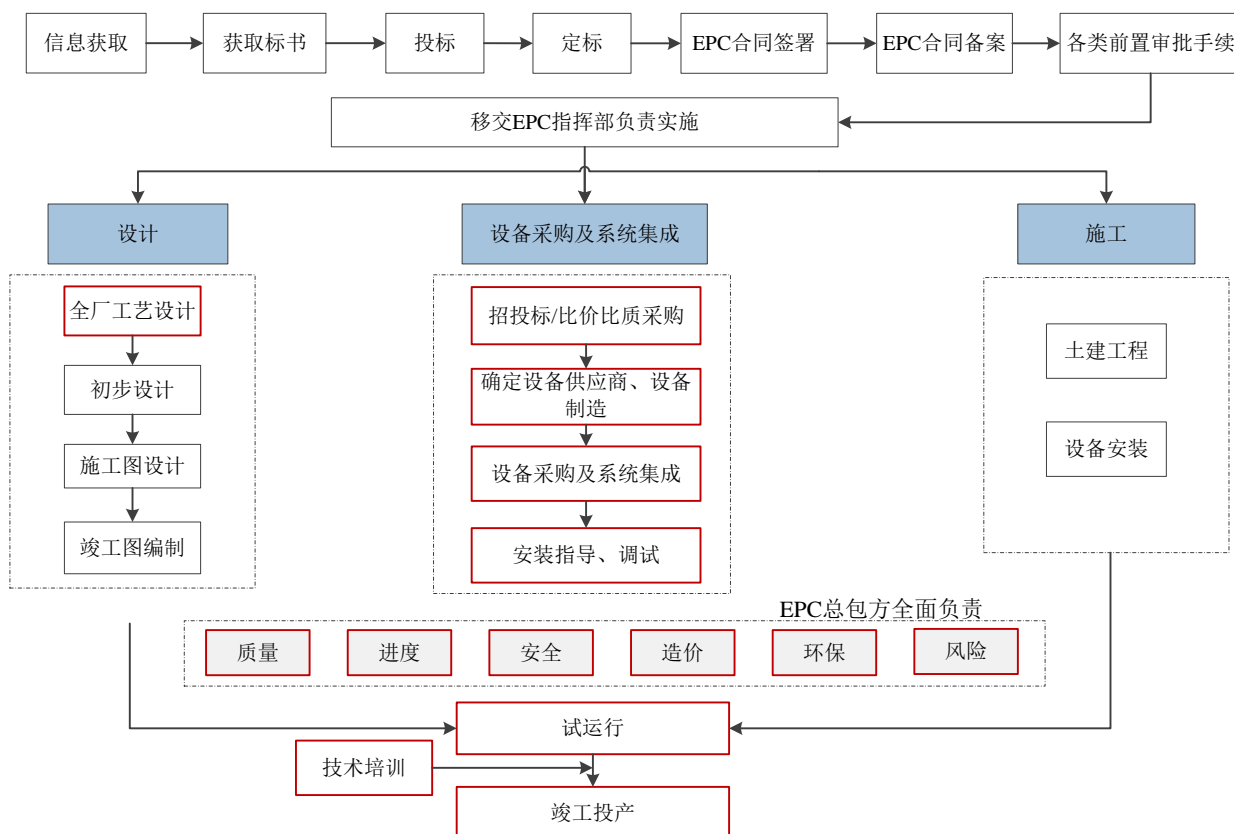 信息获取
获取标书
投标
定标
EPC合同签署
EPC合同备案
各类前置审批手续
移交EPC指挥部负责实施
设计
设备采购及系统集成
施工
全厂工艺设计
初步设计
施工图设计
竣工图编制
招投标/比价比质采购
确定设备供应商、设备
制造
设备采购及系统集成
安装指导、调试
土建工程
设备安装
EPC总包方全面负责
质量
进度
安全
造价
环保
风险
试运行
技术培训
竣工投产